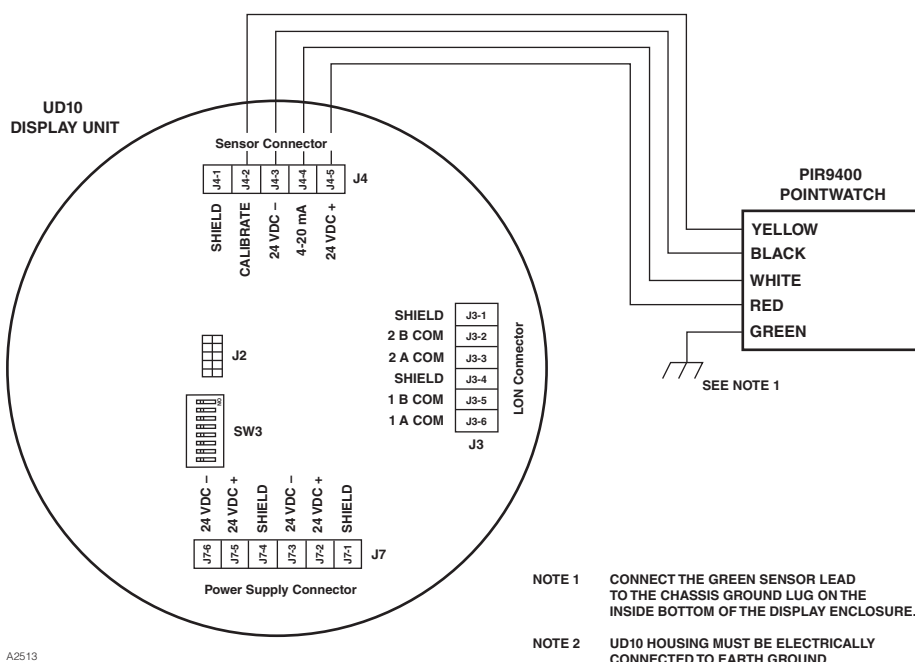 UD10
DISPLAY UNIT
Sensor Connector
J4-1
J4-2
J4-3
J4-4
J4-5
J4
SHIELD
CALIBRATE
24 VDC –
4-20 mA
24 VDC +
PIR9400
POINTWATCH
YELLOW
BLACK
WHITE
RED
GREEN
SEE NOTE 1
SHIELD J3-1
2 B COM J3-2
2 A COM J3-3
SHIELD J3-4
1 B COM J3-5
1 A COM J3-6
J3
LON Connector
J2
ON
SW3
24 VDC –
24 VDC +
SHIELD
24 VDC –
24 VDC +
SHIELD
J7-6
J7-5
J7-4
J7-3
J7-2
J7-1
J7
Power Supply Connector
NOTE 1 CONNECT THE GREEN SENSOR LEAD
TO THE CHASSIS GROUND LUG ON THE
INSIDE BOTTOM OF THE DISPLAY ENCLOSURE.
NOTE 2 UD10 HOUSING MUST BE ELECTRICALLY
CONNECTED TO EARTH GROUND
A2513